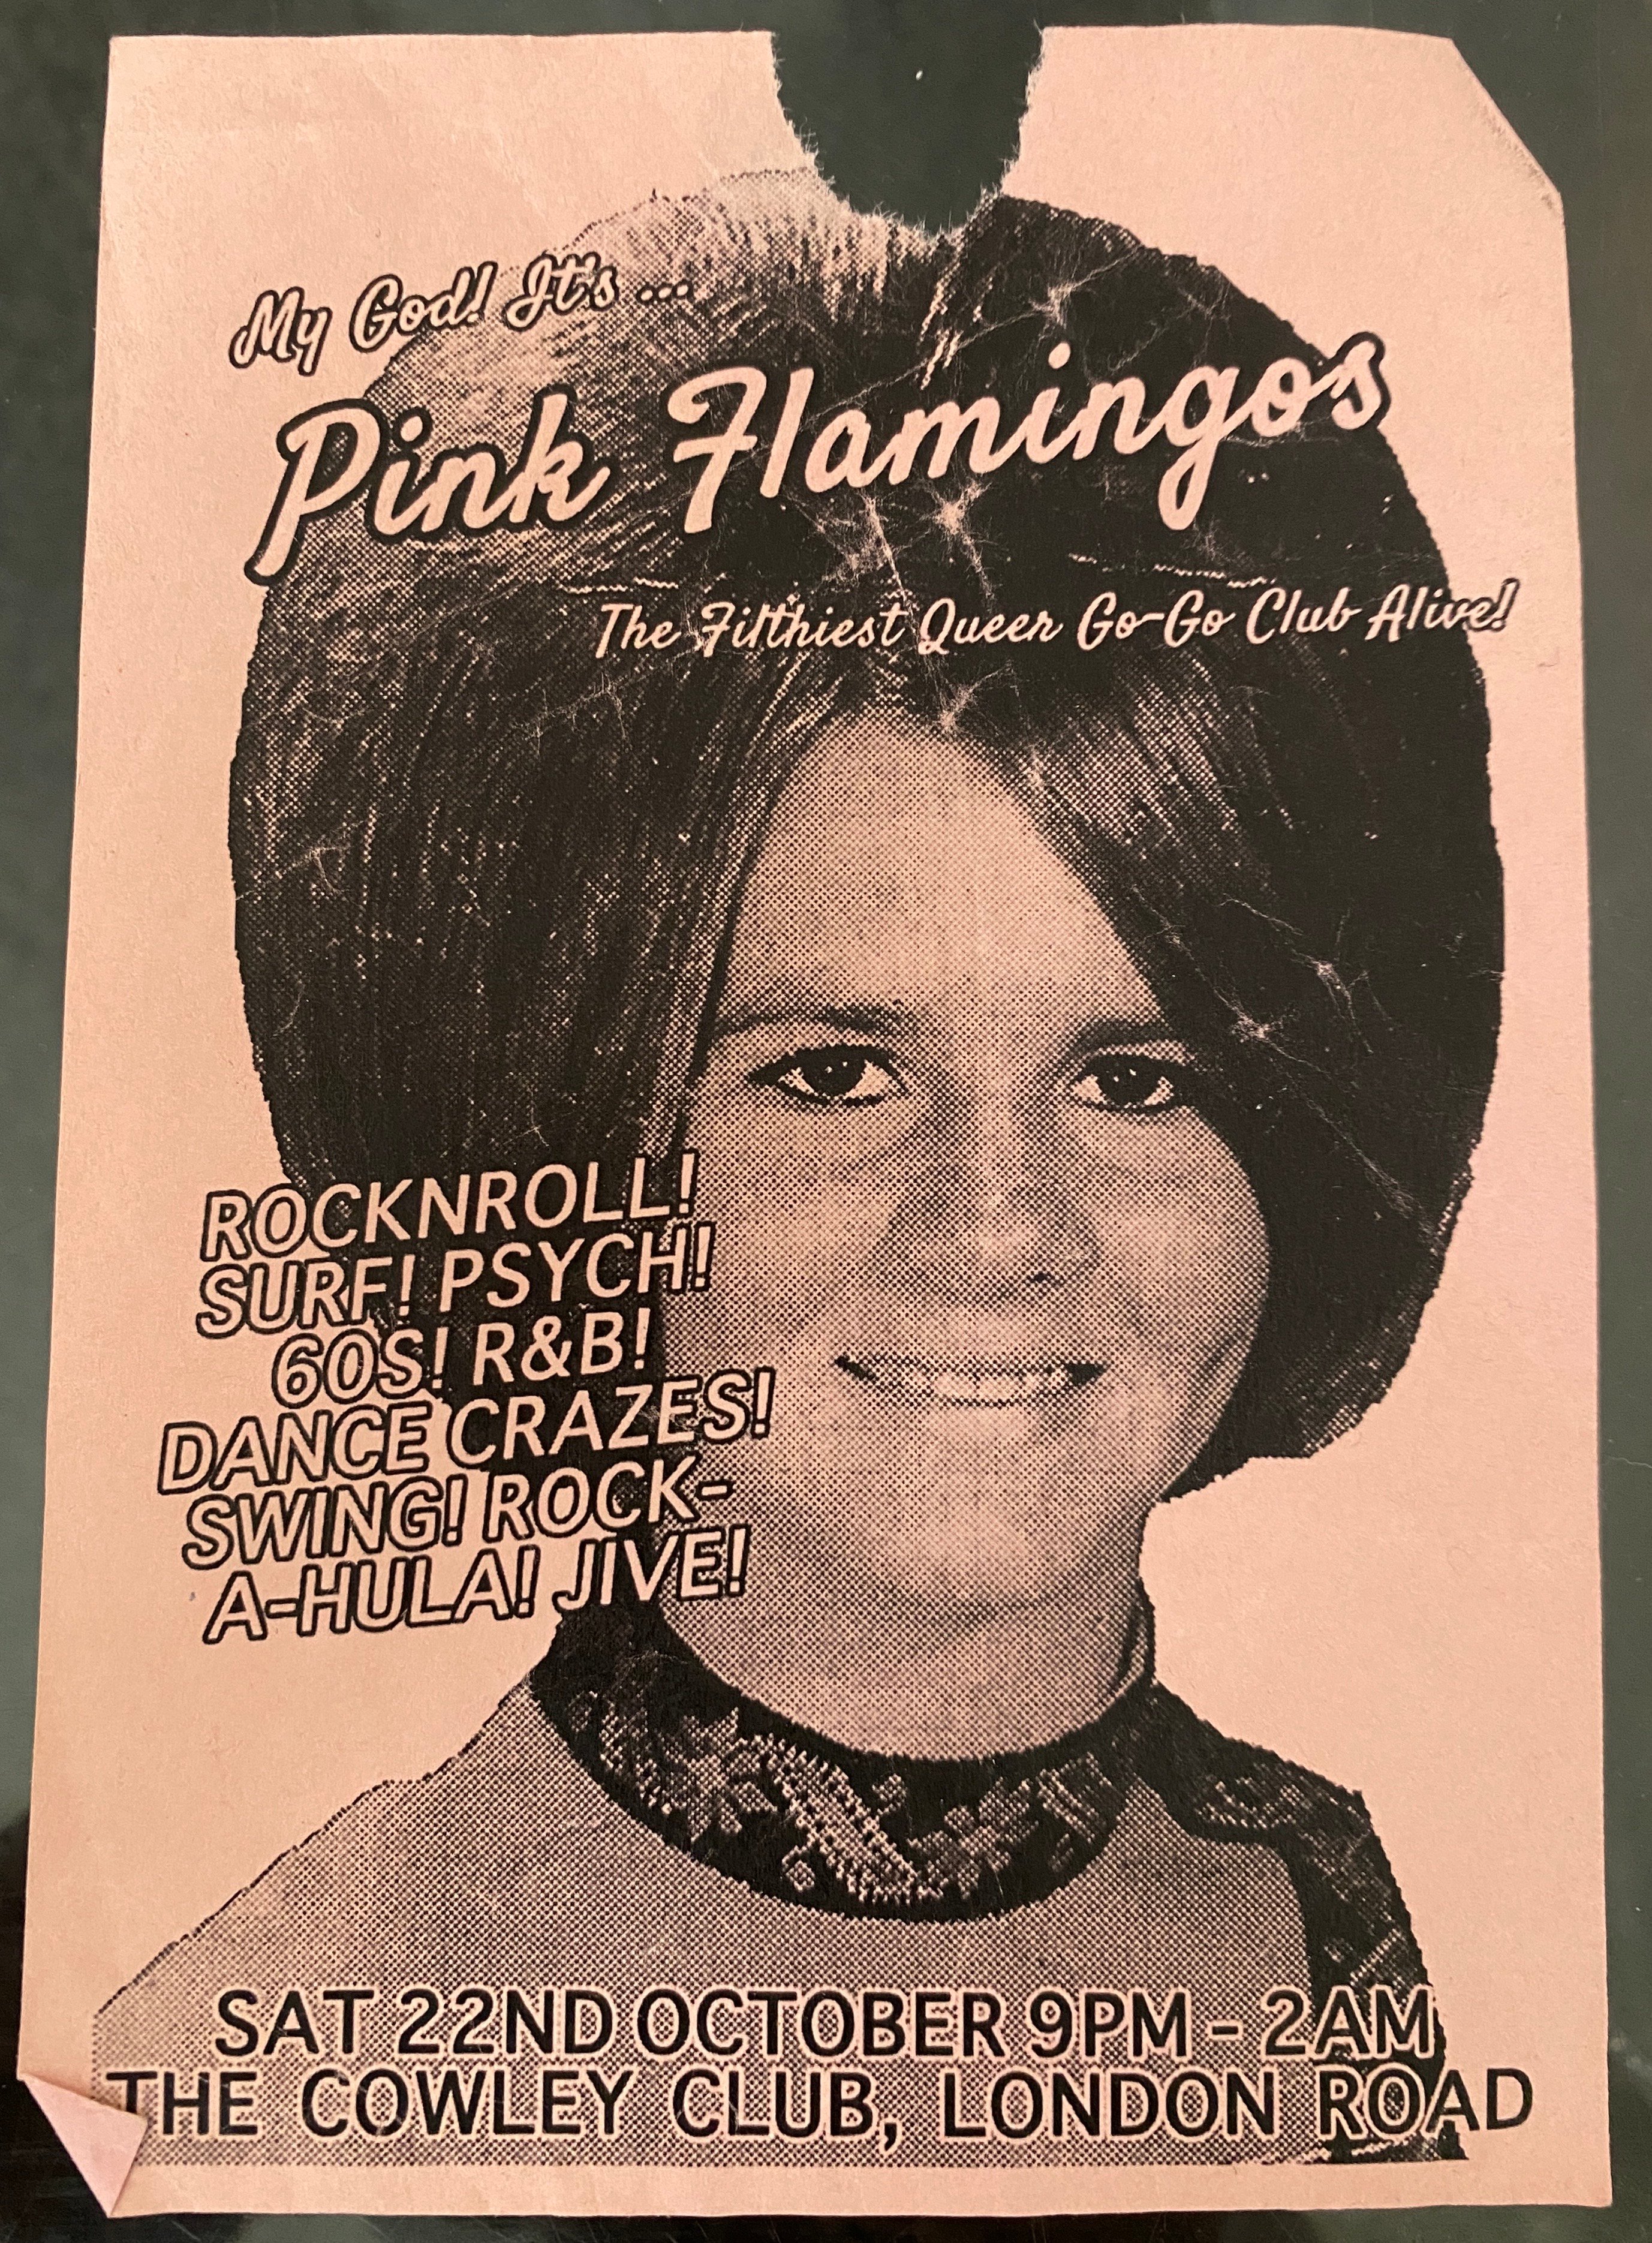 My God! It's ...
Pink Flamingos
The Filthiest Queer Go-Go Club Alive!
ROCKNROLL!
SURF! PSYCH!
60S! R&B!
DANCE CRAZES!
SWING! ROCK-
A-HULA! JIVE!
SAT 22ND OCTOBER 9PM - 2AM
THE COWLEY CLUB, LONDON ROAD